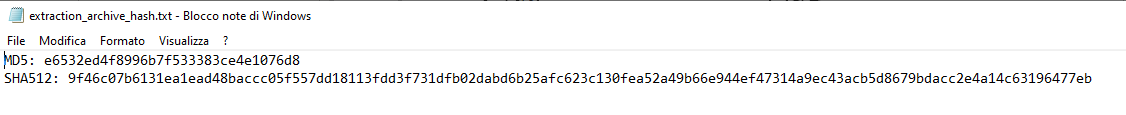 extraction_archive_hash.txt - Blocco note di Windows
File Modifica Formato Visualizza ?
MD5: e6532ed4f8996b7f533383ce4e1076d8
SHA512: 9f46c07b6131ea1ead48baccc05f557dd18113fdd3f731dfb02dabd6b25afc623c130fea52a49b66e944ef47314a9ec43acb5d8679bdacc2e4a14c63196477eb